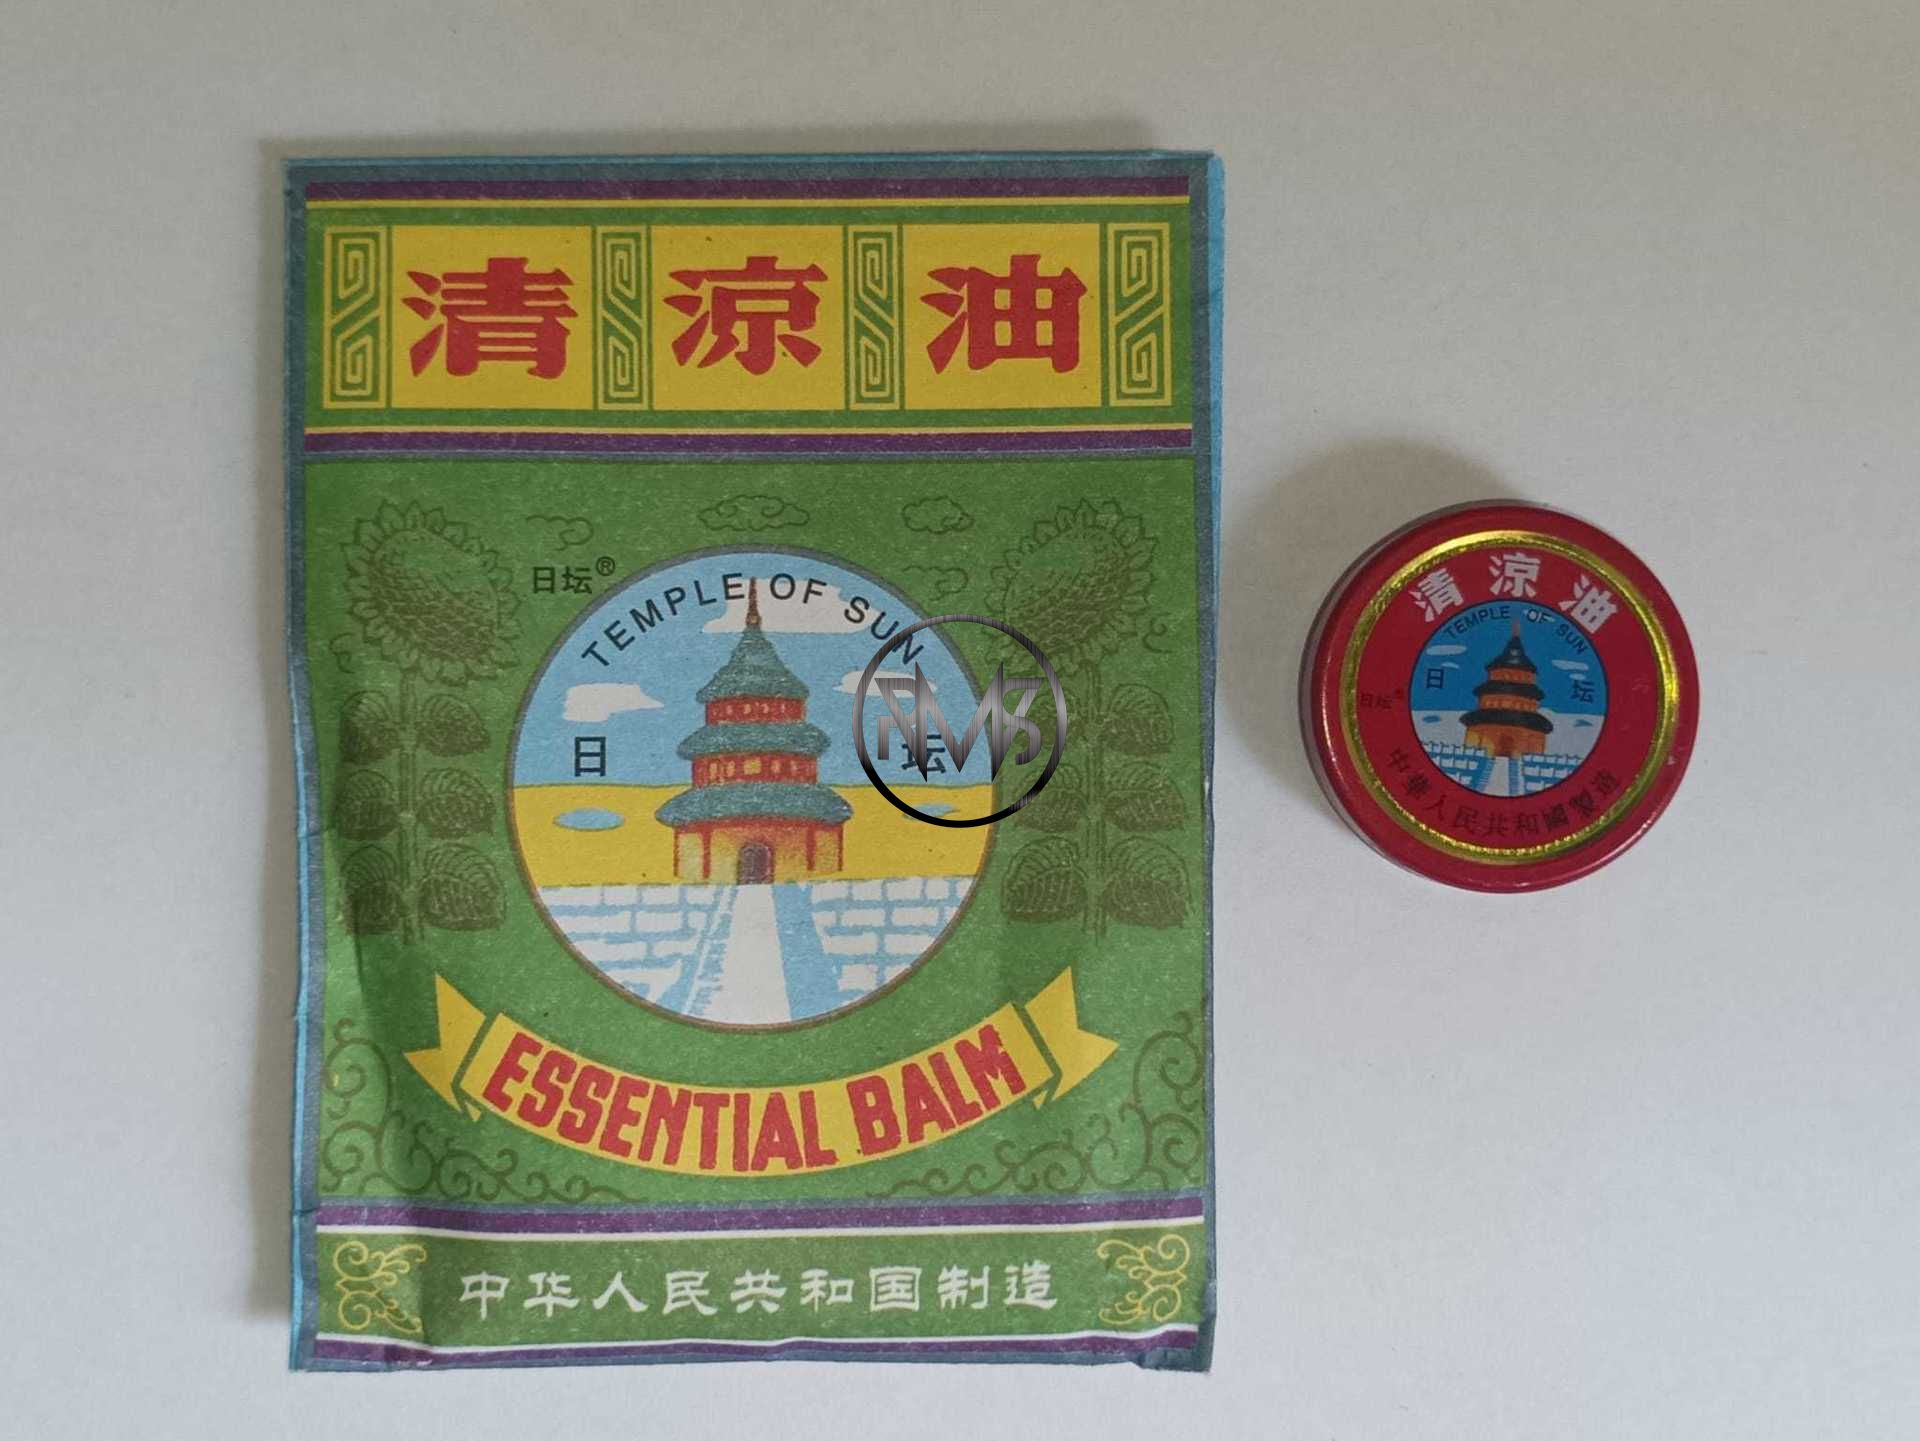 清凉油
日坛®
TEMPLE OF SUN
日坛
ESSENTIAL BALM
中华人民共和国制造
清凉油
TEMPLE OF SUN
日坛
日坛®
中華人民共和國製造
RMS